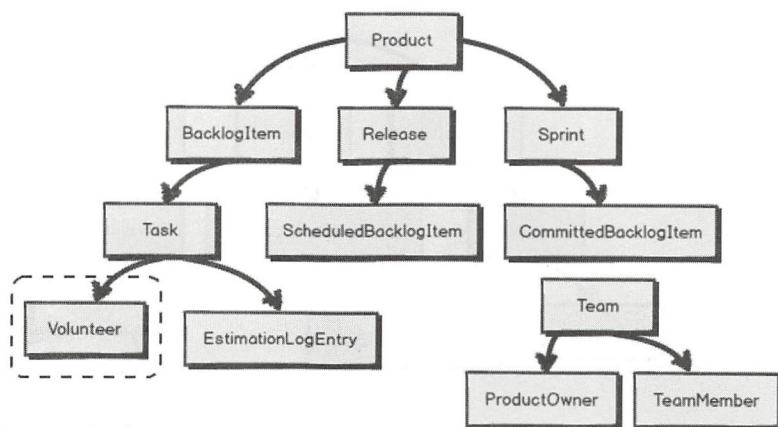 Product
BacklogItem
Release
Sprint
Task
ScheduledBacklogItem
CommittedBacklogItem
Volunteer
EstimationLogEntry
Team
ProductOwner
TeamMember